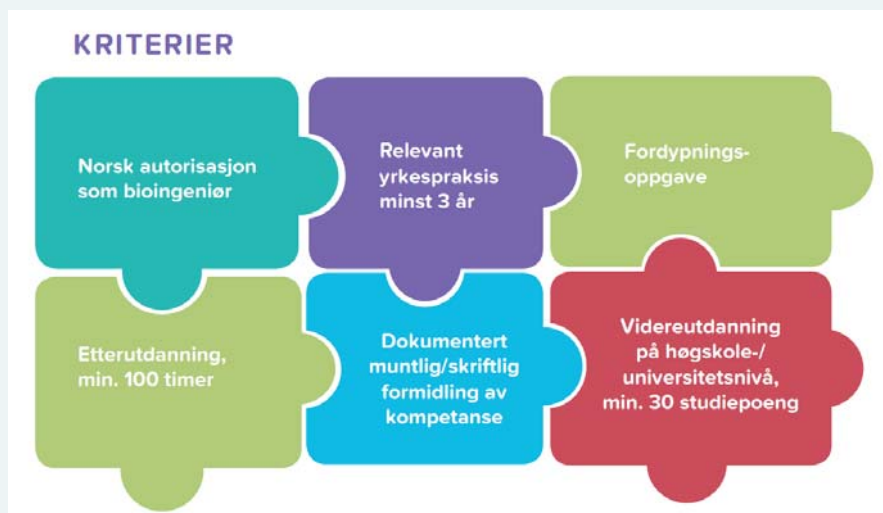 KRITERIER
Norsk autorisasjon
som bioingeniør
Relevant
yrkespraksis
minst 3 år
Fordypnings-
oppgave
Etterutdanning,
min. 100 timer
Dokumentert
muntlig/skriftlig
formidling av
kompetanse
Videreutdanning
på høgskole-/
universitetsnivå,
min. 30 studiepoeng